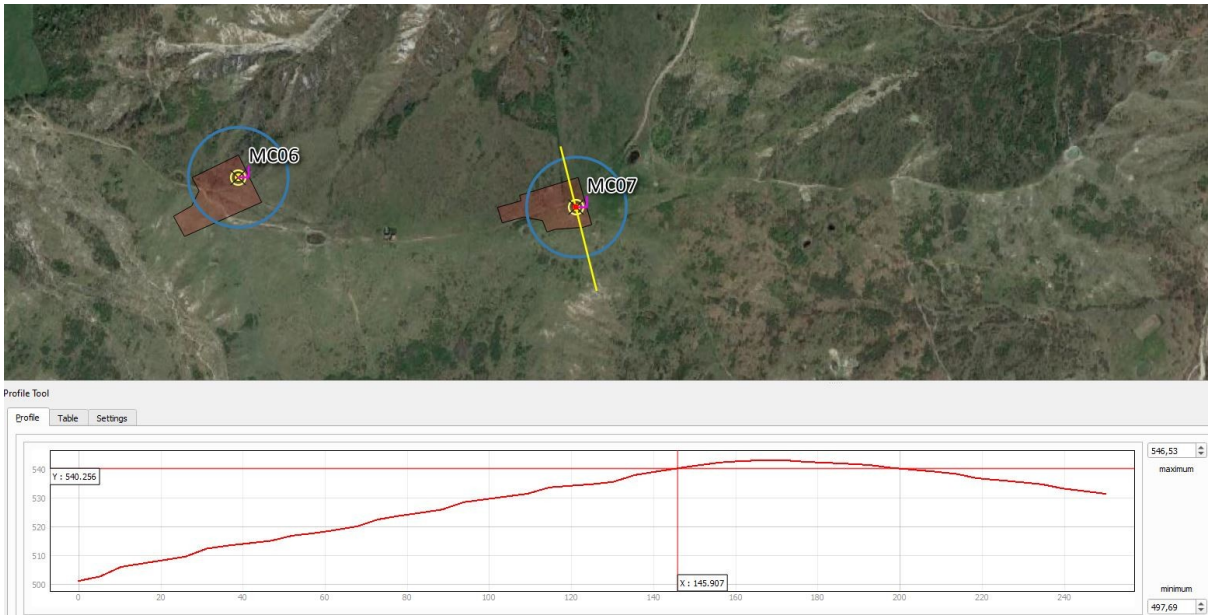 MC06
MC07
Profile Tool
Profile Table Settings
546,53
maximum
540
Y : 540.256
530
520
510
X : 145.907
minimum
500
0 20 40 60 80 100 120 140 160 180 200 220 240
497,69